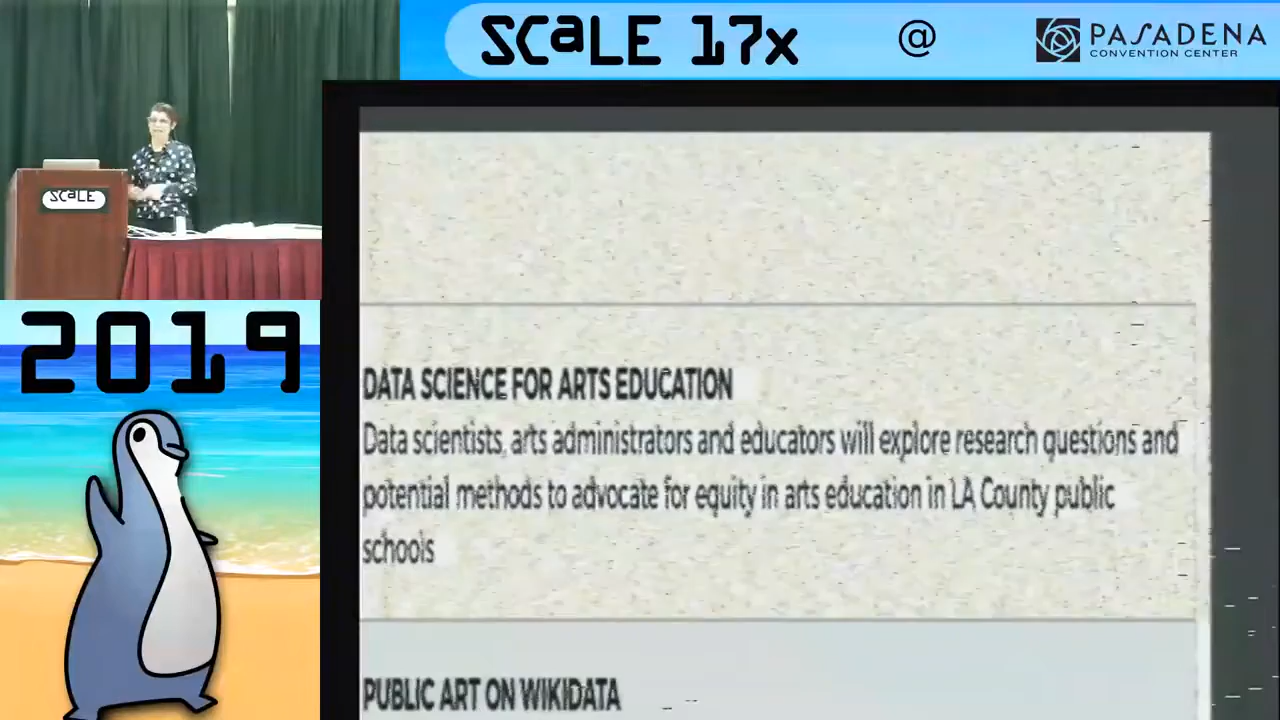 SCaLE 17x
@
PASADENA
CONVENTION CENTER
SCaLE
2019
DATA SCIENCE FOR ARTS EDUCATION
Data scientists, arts administrators and educators will explore research questions and
potential methods to advocate for equity in arts education in LA County public
schools
PUBLIC ART ON WIKIDATA